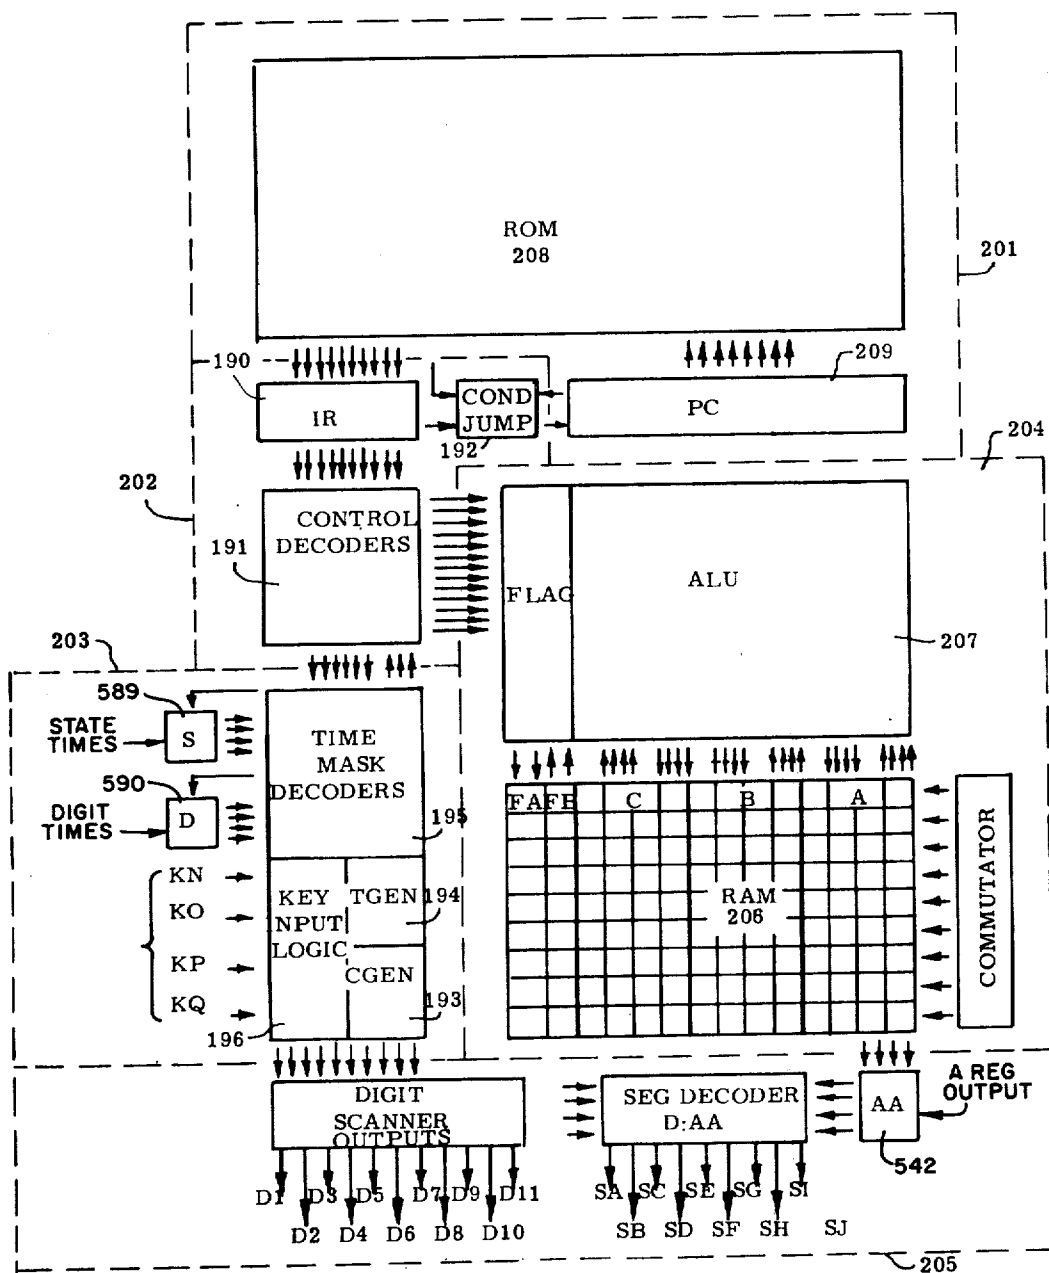 ROM
208
201
190
IR
COND
JUMP
192
209
PC
204
202
CONTROL
DECODERS
191
FLAG
ALU
207
203
589
STATE
TIMES
S
590
DIGIT
TIMES
D
TIME
MASK
DECODERS
195
FA FB C B A
RAM
206
COMMUTATOR
KN
KO
KP
KQ
KEY
INPUT
LOGIC
TGEN 194
CGEN
193
196
DIGIT
SCANNER
OUTPUTS
SEG DECODER
D:AA
AA
A REG
OUTPUT
542
D1 D3 D5 D7 D9 D11
D2 D4 D6 D8 D10
SA SC SE SG SI
SB SD SF SH SJ
205